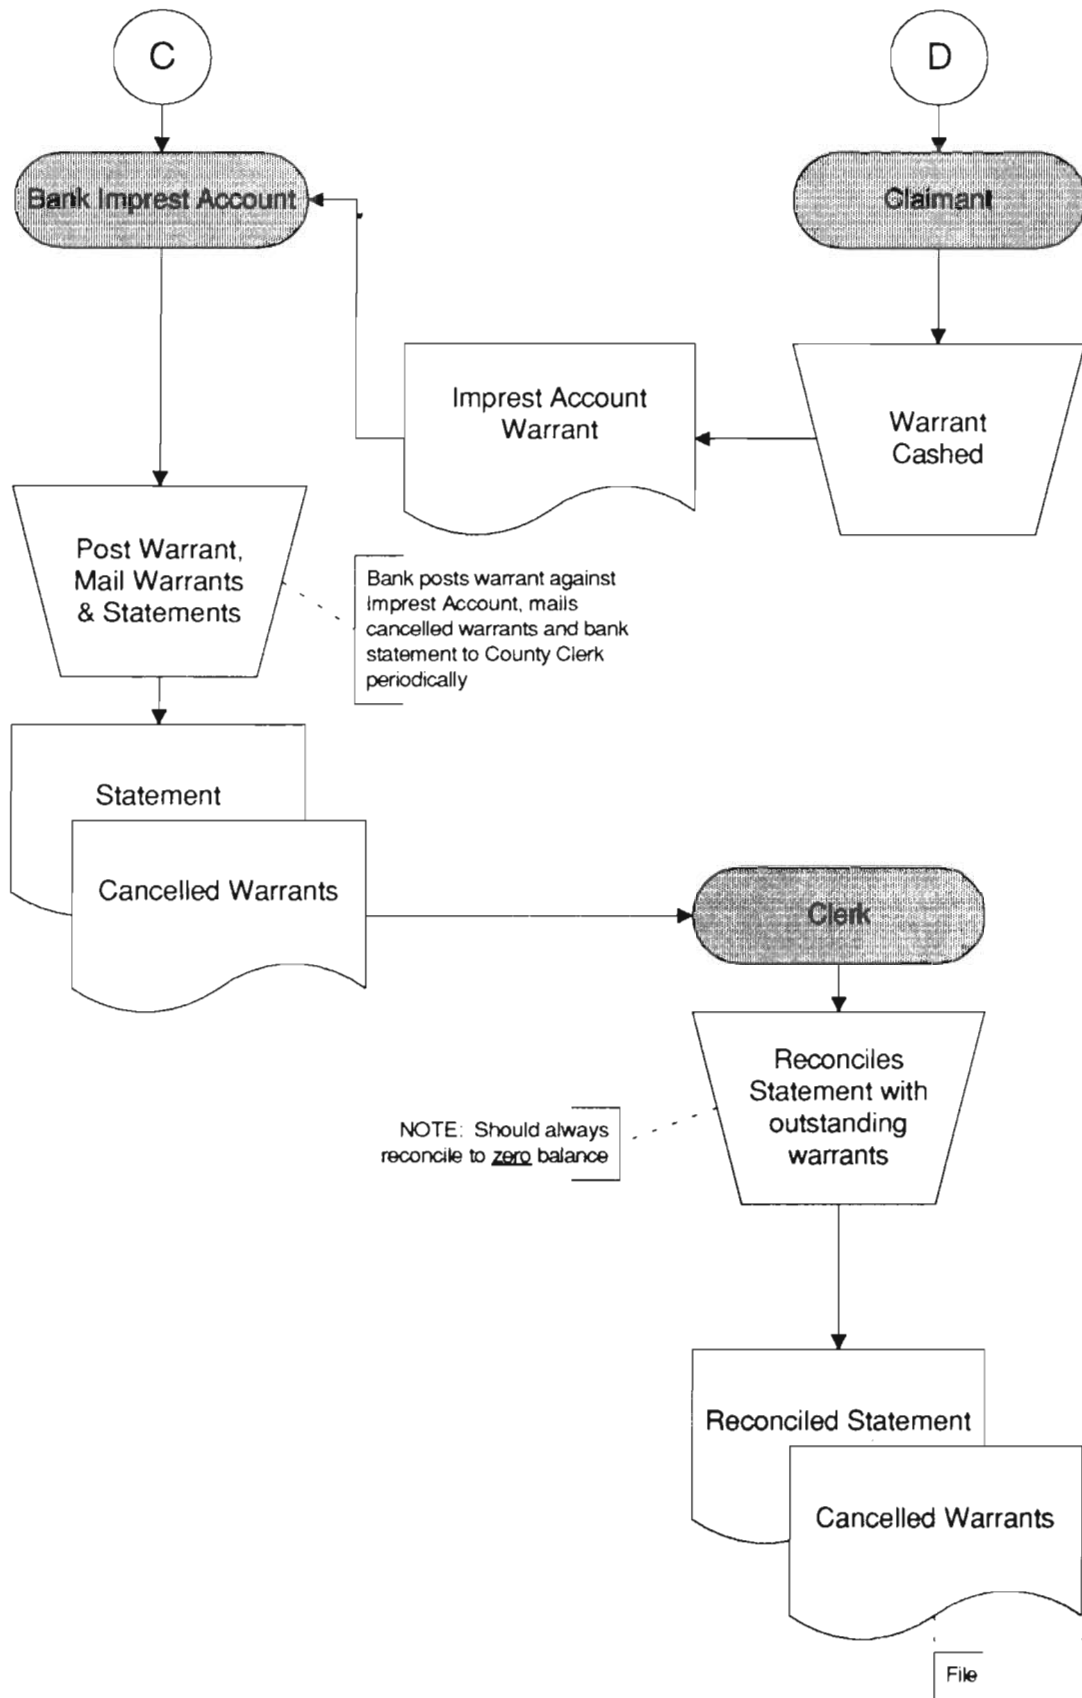 C
D
Bank Imprest Account
Claimant
Imprest Account
Warrant
Warrant
Cashed
Post Warrant,
Mail Warrants
& Statements
Bank posts warrant against
Imprest Account, mails
cancelled warrants and bank
statement to County Clerk
periodically
Statement
Cancelled Warrants
Clerk
Reconciles
Statement with
outstanding
warrants
NOTE: Should always
reconcile to zero balance
Reconciled Statement
Cancelled Warrants
File